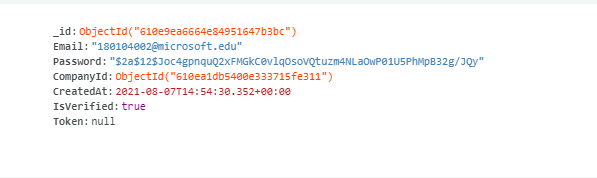 _id: ObjectId("610e9ea6664e84951647b3bc")
Email: "180104002@microsoft.edu"
Password: "$2a$12$Joc4gpnquQ2xFMGkC0vlqOsoVQtuzm4NLaOwP01U5PhMpB32g/JQy"
CompanyId: ObjectId("610ea1db5400e333715fe311")
CreatedAt: 2021-08-07T14:54:30.352+00:00
IsVerified: true
Token: null